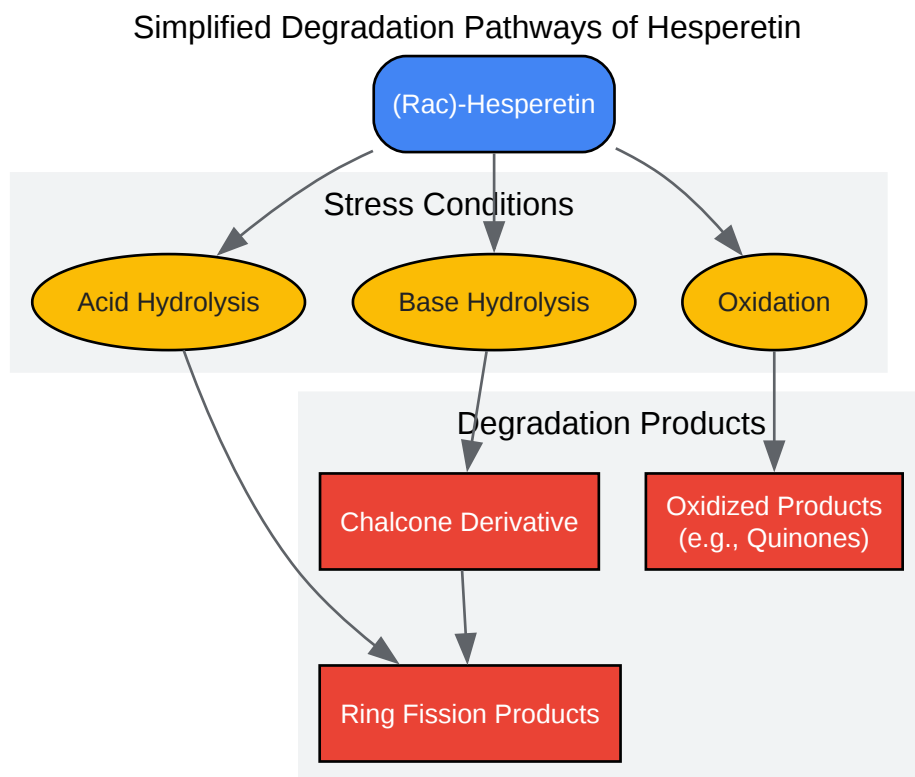 Simplified Degradation Pathways of Hesperetin
(Rac)-Hesperetin
Stress Conditions
Acid Hydrolysis
Base Hydrolysis
Oxidation
Degradation Products
Chalcone Derivative
Oxidized Products
(e.g., Quinones)
Ring Fission Products